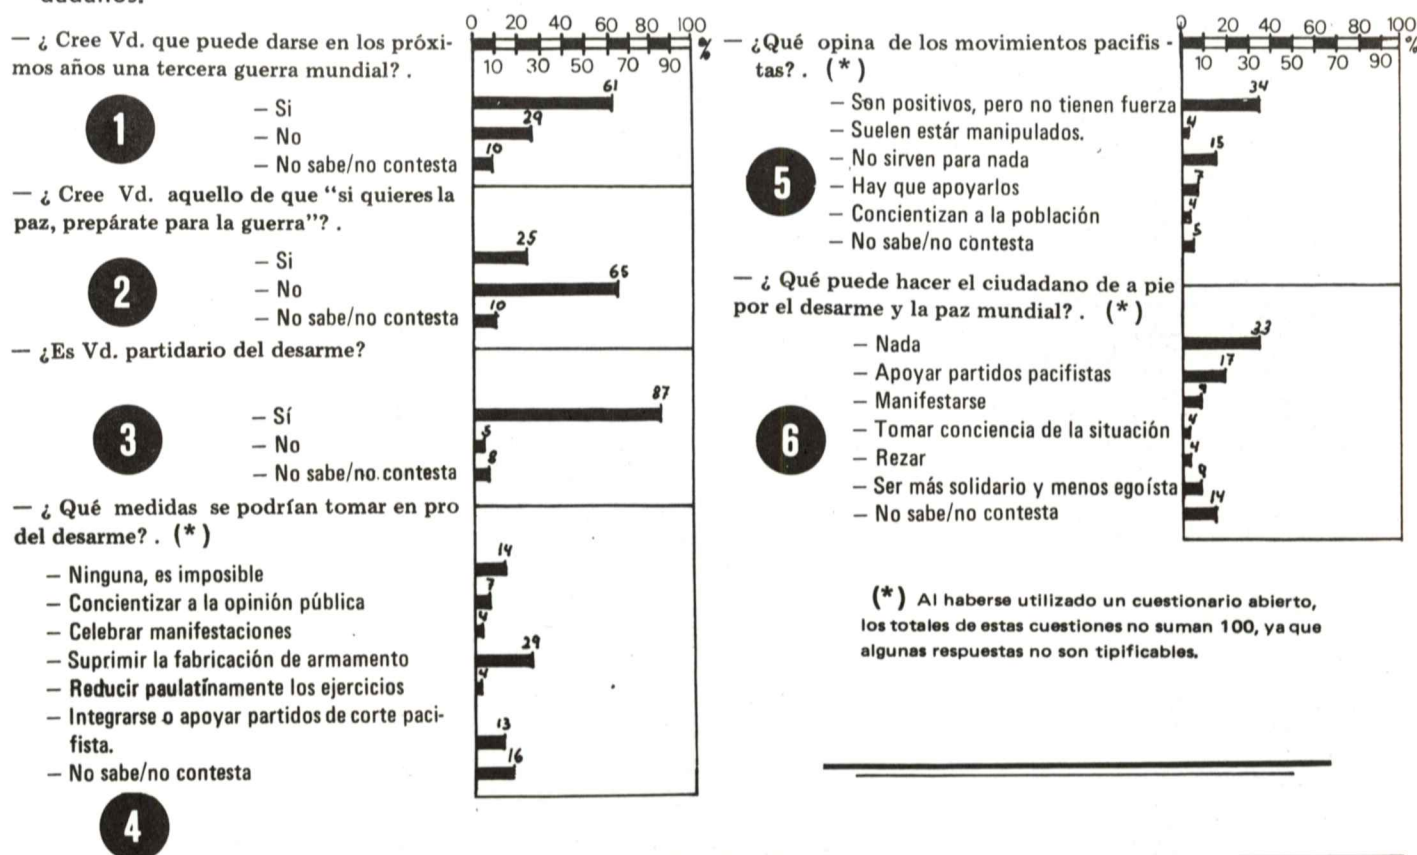 0 20 40 60 80 100
%
10 30 50 70 90
— ¿ Cree Vd. que puede darse en los próxi-
mos años una tercera guerra mundial? .
1
— Si 61
— No 29
— No sabe/no contesta 10
— ¿ Cree Vd. aquello de que “si quieres la
paz, prepárate para la guerra”? .
2
— Si 25
— No 65
— No sabe/no contesta 10
— ¿Es Vd. partidario del desarme?
3
— Sí 87
— No 5
— No sabe/no contesta 8
— ¿ Qué medidas se podrían tomar en pro
del desarme? . (*)
— Ninguna, es imposible 14
— Concientizar a la opinión pública 7
— Celebrar manifestaciones 4
— Suprimir la fabricación de armamento 29
— Reducir paulatínamente los ejercicios 4
— Integrarse o apoyar partidos de corte paci-
fista. 13
— No sabe/no contesta 16
4
0 20 40 60 80 100
%
10 30 50 70 90
— ¿Qué opina de los movimientos pacifis -
tas? . (*)
— Son positivos, pero no tienen fuerza 34
— Suelen estár manipulados. 4
— No sirven para nada 15
5
— Hay que apoyarlos 7
— Concientizan a la población 4
— No sabe/no contesta 5
— ¿ Qué puede hacer el ciudadano de a pie
por el desarme y la paz mundial? . (*)
— Nada 33
— Apoyar partidos pacifistas 17
— Manifestarse 9
6
— Tomar conciencia de la situación 4
— Rezar 4
— Ser más solidario y menos egoísta 9
— No sabe/no contesta 14
(*) Al haberse utilizado un cuestionario abierto,
los totales de estas cuestiones no suman 100, ya que
algunas respuestas no son tipificables.